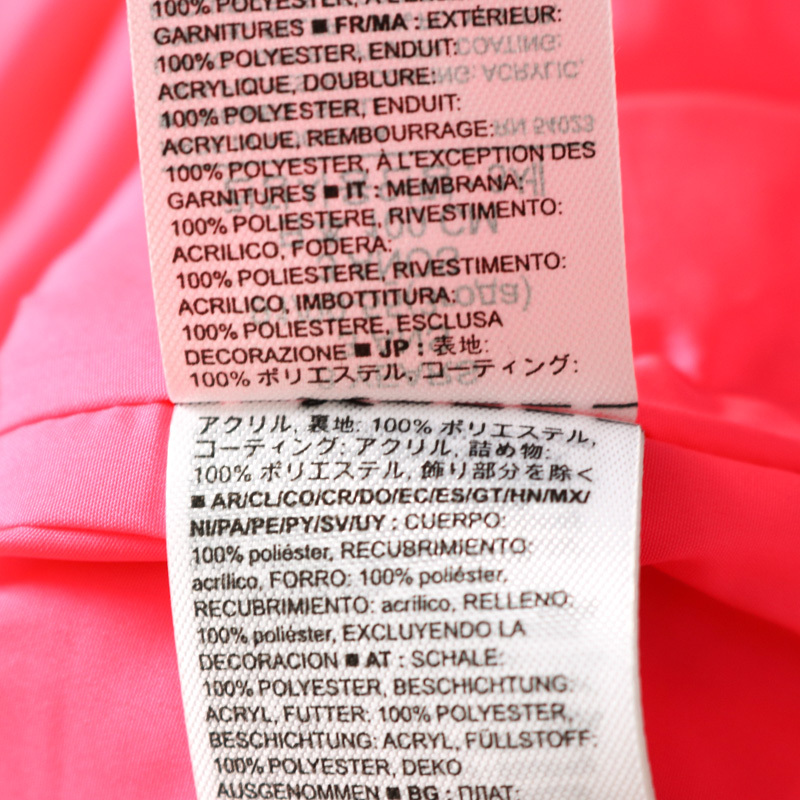 100% POLYESTER, À L'EXCEPTION DES
GARNITURES ■ FR/MA : EXTÉRIEUR:
100% POLYESTER, ENDUIT:
ACRYLIQUE, DOUBLURE:
100% POLYESTER, ENDUIT:
ACRYLIQUE, REMBOURRAGE:
100% POLYESTER, À L'EXCEPTION DES
GARNITURES ■ IT : MEMBRANA:
100% POLIESTERE, RIVESTIMENTO:
ACRILICO, FODERA:
100% POLIESTERE, RIVESTIMENTO:
ACRILICO, IMBOTTITURA:
100% POLIESTERE, ESCLUSA
DECORAZIONE ■ JP : 表地:
100% ポリエステル, コーティング:
アクリル, 裏地: 100% ポリエステル,
コーティング: アクリル, 詰め物:
100% ポリエステル, 飾り部分を除く
■ AR/CL/CO/CR/DO/EC/ES/GT/HN/MX/
NI/PA/PE/PY/SV/UY : CUERPO:
100% poliéster, RECUBRIMIENTO:
acrílico, FORRO: 100% poliéster,
RECUBRIMIENTO: acrílico, RELLENO:
100% poliéster, EXCLUYENDO LA
DECORACION ■ AT : SCHALE:
100% POLYESTER, BESCHICHTUNG:
ACRYL, FUTTER: 100% POLYESTER,
BESCHICHTUNG: ACRYL, FÜLLSTOFF:
100% POLYESTER, DEKO
AUSGENOMMEN ■ BG : ПЛАТ: